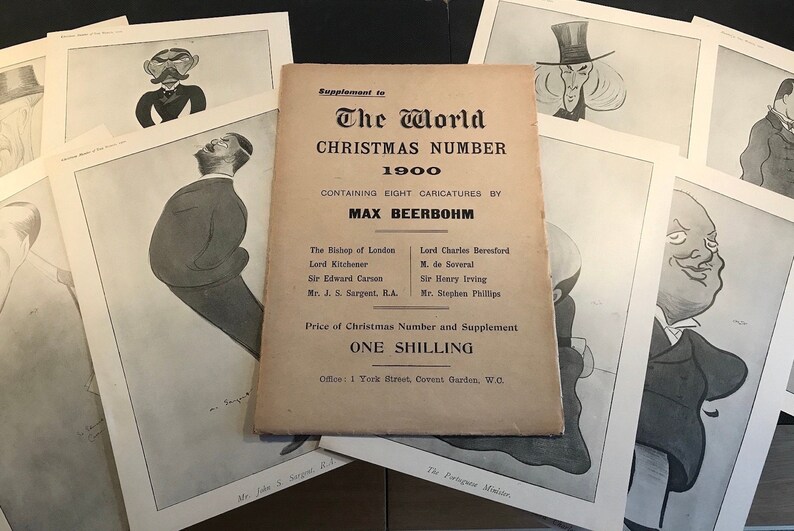 Supplement to
The World
CHRISTMAS NUMBER
1900
CONTAINING EIGHT CARICATURES BY
MAX BEERBOHM
The Bishop of London
Lord Kitchener
Sir Edward Carson
Mr. J. S. Sargent, R.A.
Lord Charles Beresford
M. de Soveral
Sir Henry Irving
Mr. Stephen Phillips
Price of Christmas Number and Supplement
ONE SHILLING
Office: 1 York Street, Covent Garden, W.C.
Mr. John S. Sargent, R.A.
The Portuguese Minister.